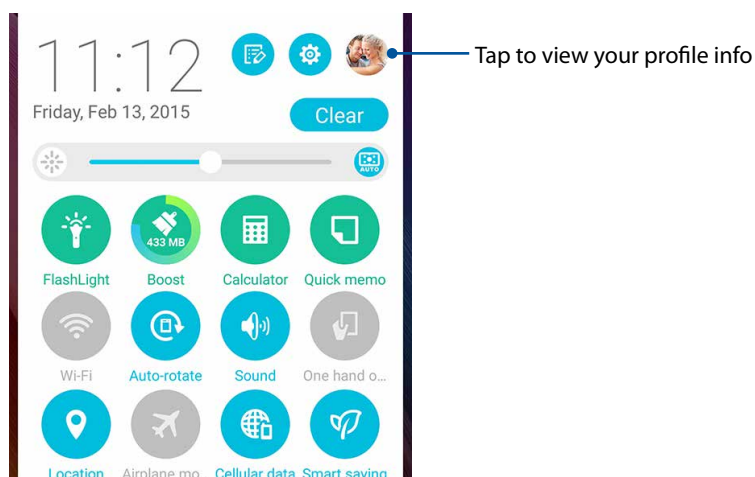 11:12
Tap to view your profile info
Friday, Feb 13, 2015
Clear
AUTO
433 MB
FlashLight Boost Calculator Quick memo
Wi-Fi Auto-rotate Sound One hand o...
Location Airplane mo... Cellular data Smart saving